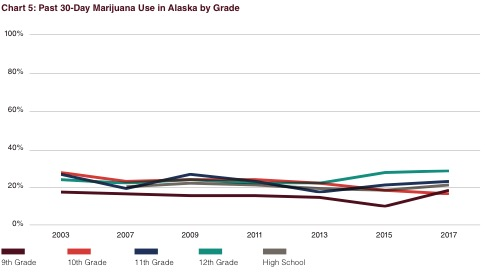 Chart 5: Past 30-Day Marijuana Use in Alaska by Grade
100%
80%
60%
40%
20%
0%
2003 2007 2009 2011 2013 2015 2017
9th Grade 10th Grade 11th Grade 12th Grade High School